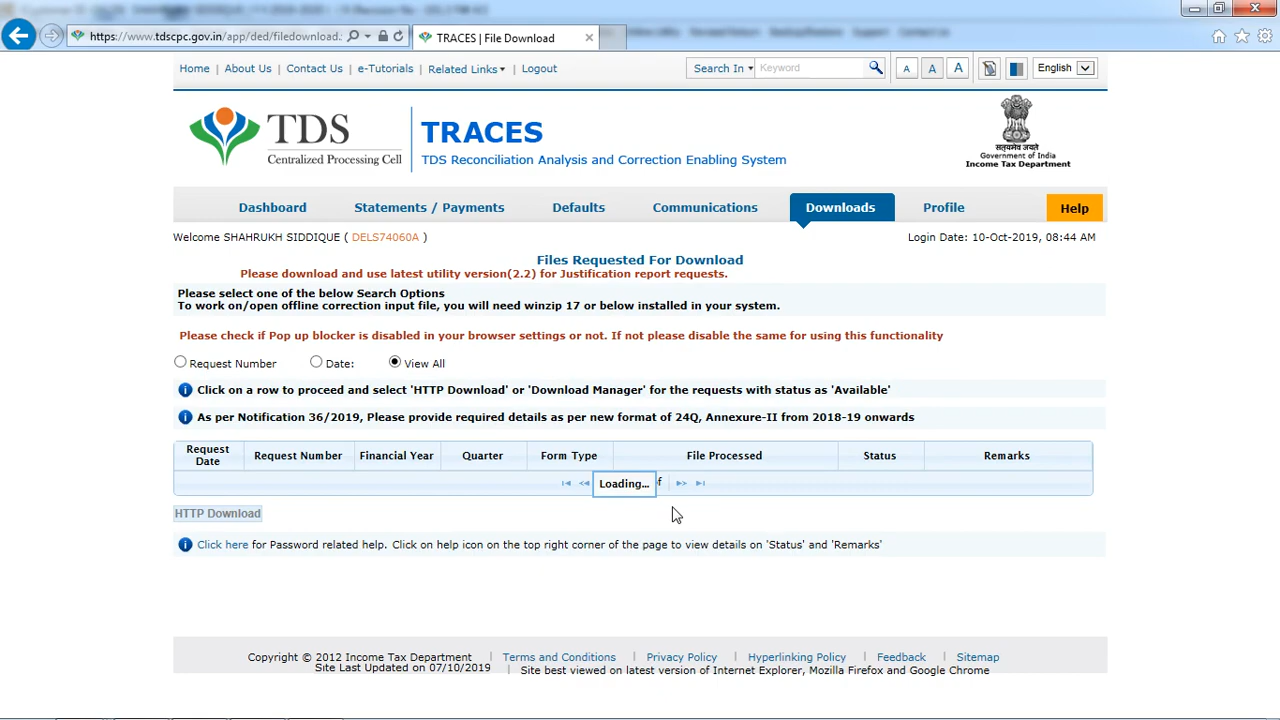 https://www.tdscpc.gov.in/app/ded/filedownload.
TRACES | File Download
Home | About Us | Contact Us | e-Tutorials | Related Links | Logout
Search In Keyword A A A English
TDS
Centralized Processing Cell
TRACES
TDS Reconciliation Analysis and Correction Enabling System
सत्यमेव जयते
Government of India
Income Tax Department
Dashboard Statements / Payments Defaults Communications Downloads Profile Help
Welcome SHAHRUKH SIDDIQUE ( DELS74060A ) Login Date: 10-Oct-2019, 08:44 AM
Files Requested For Download
Please download and use latest utility version(2.2) for Justification report requests.
Please select one of the below Search Options
To work on/open offline correction input file, you will need winzip 17 or below installed in your system.
Please check if Pop up blocker is disabled in your browser settings or not. If not please disable the same for using this functionality
Request Number Date: View All
Click on a row to proceed and select 'HTTP Download' or 'Download Manager' for the requests with status as 'Available'
As per Notification 36/2019, Please provide required details as per new format of 24Q, Annexure-II from 2018-19 onwards
Request Date Request Number Financial Year Quarter Form Type File Processed Status Remarks
Loading...
HTTP Download
Click here for Password related help. Click on help icon on the top right corner of the page to view details on 'Status' and 'Remarks'
Copyright © 2012 Income Tax Department | Terms and Conditions | Privacy Policy | Hyperlinking Policy | Feedback | Sitemap
Site Last Updated on 07/10/2019 | Site best viewed on latest version of Internet Explorer, Mozilla Firefox and Google Chrome